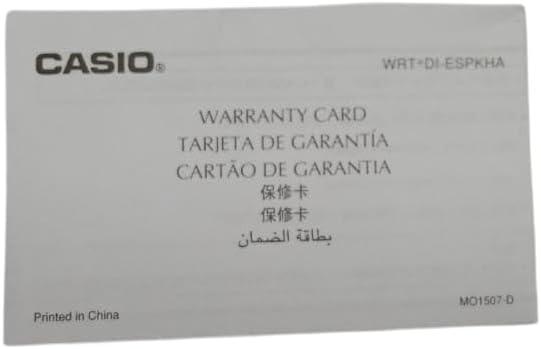 CASIO®
WRT*DI-ESPKHA
WARRANTY CARD
TARJETA DE GARANTÍA
CARTÃO DE GARANTIA
保修卡
保修卡
بطاقة الضمان
Printed in China
MO1507-D